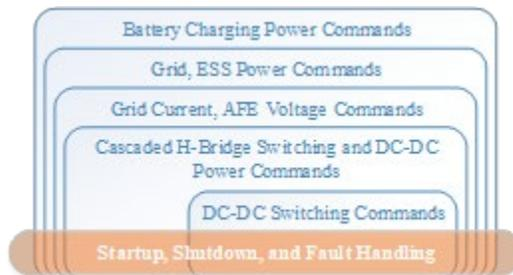 Battery Charging Power Commands
Grid, ESS Power Commands
Grid Current, AFE Voltage Commands
Cascaded H-Bridge Switching and DC-DC
Power Commands
DC-DC Switching Commands
Startup, Shutdown, and Fault Handling